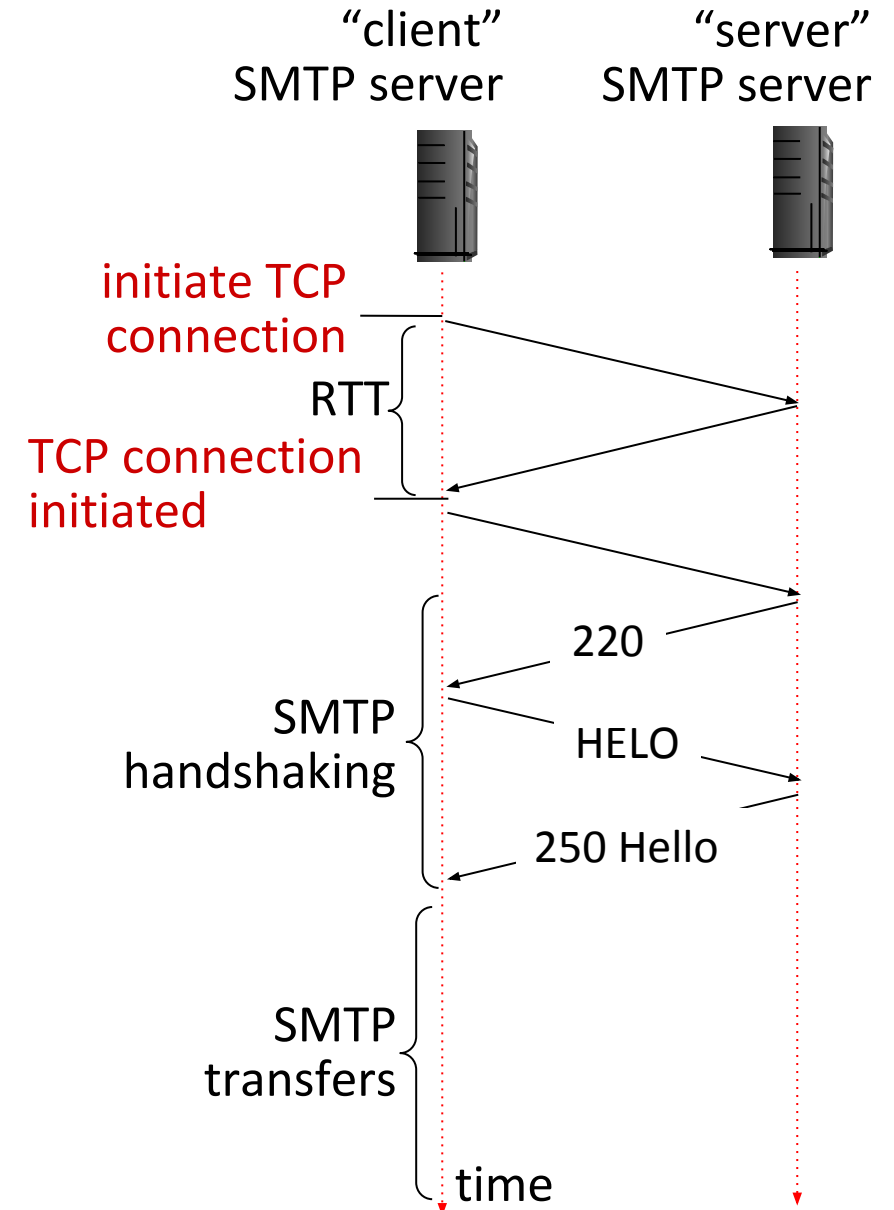 “client”
SMTP server
“server”
SMTP server
initiate TCP
connection
RTT
TCP connection
initiated
220
SMTP
handshaking
HELO
250 Hello
SMTP
transfers
time